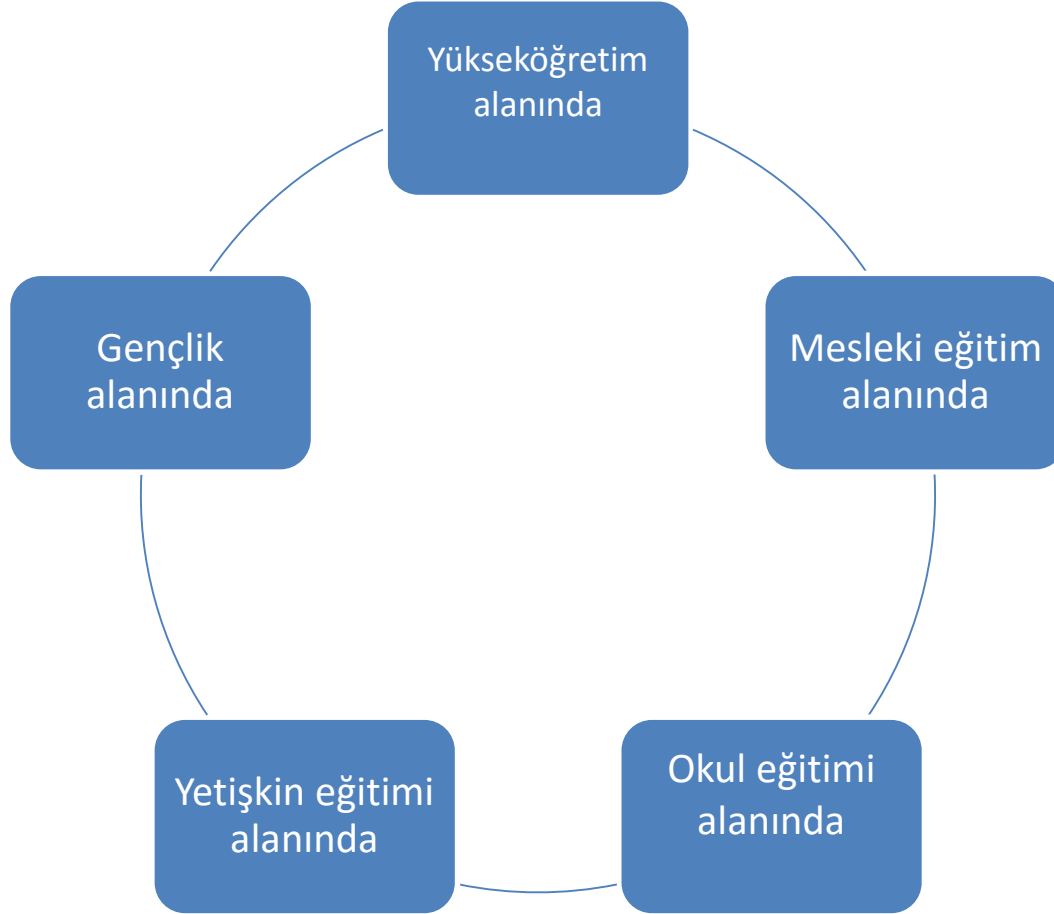 Yükseköğretim
alanında
Mesleki eğitim
alanında
Okul eğitimi
alanında
Yetişkin eğitimi
alanında
Gençlik
alanında